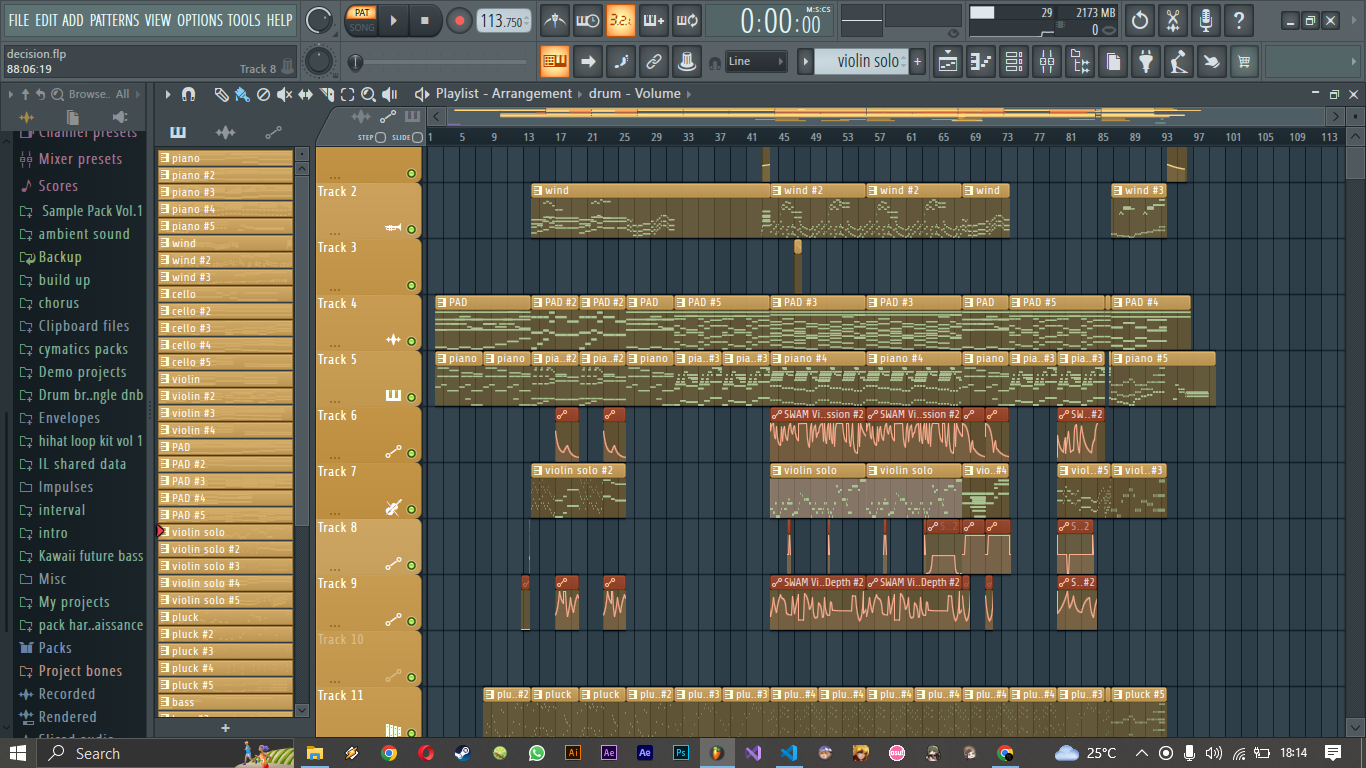 FILE EDIT ADD PATTERNS VIEW OPTIONS TOOLS HELP
PAT
SONG
113.750
3.2.
0:00:00
M:S:CS
29
2173 MB
0
decision.flp
88:06:19
Track 8
Line
violin solo
Browse.. All
Playlist - Arrangement › drum - Volume
STEP
SLIDE
1 5 9 13 17 21 25 29 33 37 41 45 49 53 57 61 65 69 73 77 81 85 89 93 97 101 105 109 113
Channel presets
Mixer presets
Scores
Sample Pack Vol.1
ambient sound
Backup
build up
chorus
Clipboard files
cymatics packs
Demo projects
Drum br..ngle dnb
Envelopes
hihat loop kit vol 1
IL shared data
Impulses
interval
intro
Kawaii future bass
Misc
My projects
pack har..aissance
Packs
Project bones
Recorded
Rendered
Sliced audio
piano
piano #2
piano #3
piano #4
piano #5
wind
wind #2
wind #3
cello
cello #2
cello #3
cello #4
cello #5
violin
violin #2
violin #3
violin #4
PAD
PAD #2
PAD #3
PAD #4
PAD #5
violin solo
violin solo #2
violin solo #3
violin solo #4
violin solo #5
pluck
pluck #2
pluck #3
pluck #4
pluck #5
bass
Track 2
wind wind #2 wind #2 wind wind #3
Track 3
Track 4
PAD PAD #2 PAD #2 PAD PAD #5 PAD #3 PAD #3 PAD PAD #5 PAD #4
Track 5
piano piano pia..#2 pia..#2 piano pia..#3 pia..#3 piano #4 piano #4 piano pia..#3 pia..#3 piano #5
Track 6
SWAM Vi..ssion #2 SWAM Vi..ssion #2 SW..#2
Track 7
violin solo #2 violin solo violin solo vio..#4 viol..#5 viol..#3
Track 8
S..2 S..2
Track 9
SWAM Vi..Depth #2 SWAM Vi..Depth #2 S..#2
Track 10
Track 11
plu..#2 pluck pluck plu..#2 plu..#3 plu..#3 plu..#4 plu..#4 plu..#4 plu..#4 plu..#4 plu..#4 plu..#3 pluck #5
Search
Ai
Ae
Ae
Ps
osu!
25°C
18:14